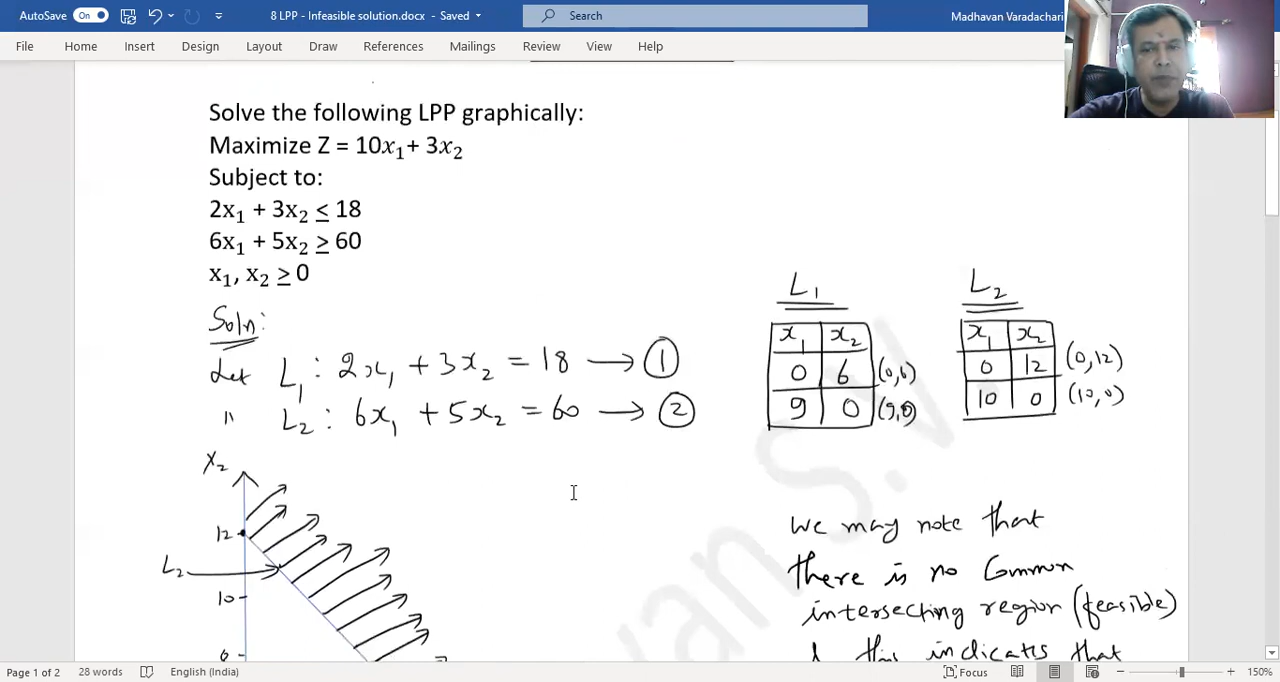 AutoSave On 8 LPP - Infeasible solution.docx - Saved Search Madhavan Varadachari
File Home Insert Design Layout Draw References Mailings Review View Help
Solve the following LPP graphically:
Maximize Z = 10x₁+ 3x₂
Subject to:
2x₁ + 3x₂ ≤ 18
6x₁ + 5x₂ ≥ 60
x₁, x₂ ≥ 0
Soln:
Let L₁ : 2x₁ + 3x₂ = 18 → ①
" L₂ : 6x₁ + 5x₂ = 60 → ②
L₁
x₁ x₂
0 6 (0,6)
9 0 (9,0)
L₂
x₁ x₂
0 12 (0,12)
10 0 (10,0)
X₂
12
L₂
10
We may note that
there is no Common
intersecting region (feasible)
& this indicates that
van S.V
Page 1 of 2 28 words English (India) Focus 150%